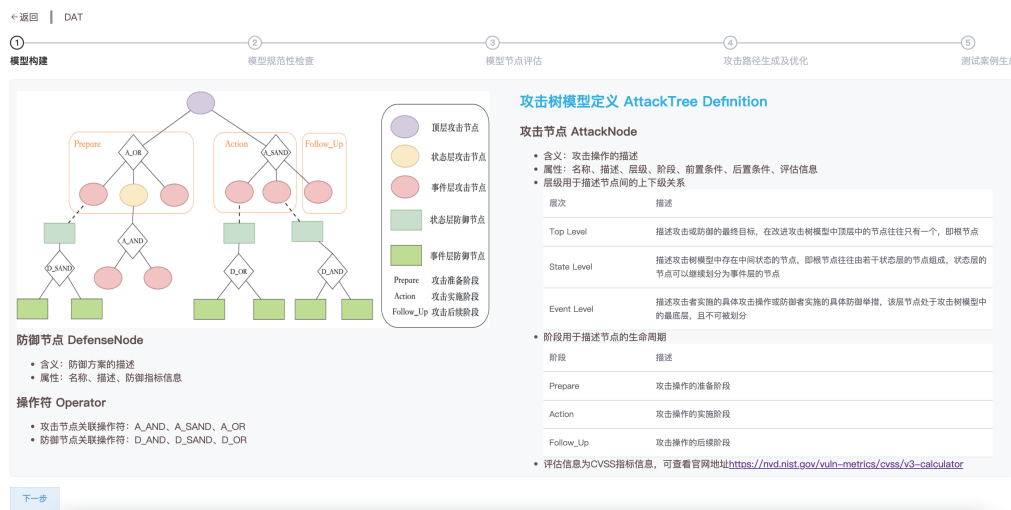 ←返回 | DAT
1 2 3 4 5
模型构建 模型规范性检查 模型节点评估 攻击路径生成及优化 测试案例生成
Prepare
A_OR
Action
A_SAND
Follow_Up
A_AND
D_SAND
D_OR
D_AND
顶层攻击节点
状态层攻击节点
事件层攻击节点
状态层防御节点
事件层防御节点
Prepare 攻击准备阶段
Action 攻击实施阶段
Follow_Up 攻击后续阶段
防御节点 DefenseNode
• 含义：防御方案的描述
• 属性：名称、描述、防御指标信息
操作符 Operator
• 攻击节点关联操作符：A_AND、A_SAND、A_OR
• 防御节点关联操作符：D_AND、D_SAND、D_OR
攻击树模型定义 AttackTree Definition
攻击节点 AttackNode
• 含义：攻击操作的描述
• 属性：名称、描述、层级、阶段、前置条件、后置条件、评估信息
• 层级用于描述节点间的上下级关系
层次 描述
Top Level 描述攻击或防御的最终目标，在改进攻击树模型中顶层中的节点往往只有一个，即根节点
State Level 描述攻击树模型中存在中间状态的节点，即根节点往往由若干状态层的节点组成，状态层的
节点可以继续划分为事件层的节点
Event Level 描述攻击者实施的具体攻击操作或防御者实施的具体防御举措，该层节点处于攻击树模型中
的最底层，且不可被划分
• 阶段用于描述节点的生命周期
阶段 描述
Prepare 攻击操作的准备阶段
Action 攻击操作的实施阶段
Follow_Up 攻击操作的后续阶段
• 评估信息为CVSS指标信息，可查看官网地址https://nvd.nist.gov/vuln-metrics/cvss/v3-calculator
下一步